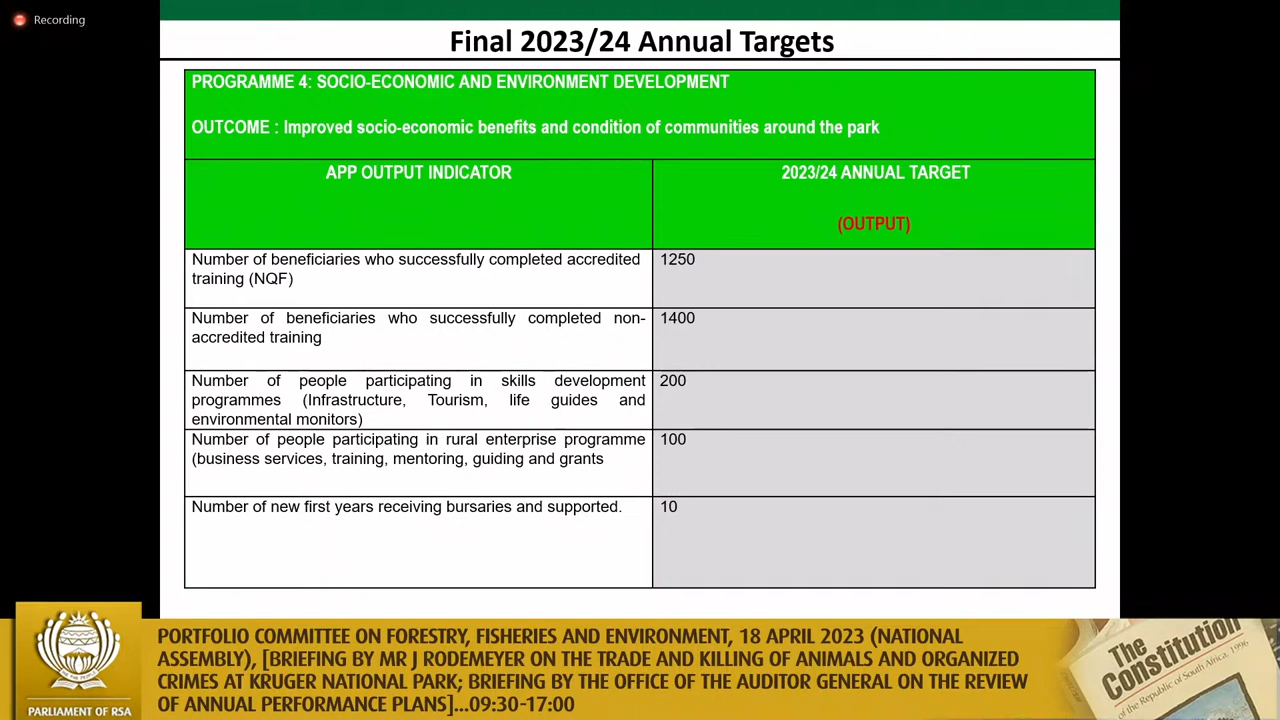 Recording
Final 2023/24 Annual Targets
PROGRAMME 4: SOCIO-ECONOMIC AND ENVIRONMENT DEVELOPMENT
OUTCOME : Improved socio-economic benefits and condition of communities around the park
APP OUTPUT INDICATOR
2023/24 ANNUAL TARGET
(OUTPUT)
Number of beneficiaries who successfully completed accredited
training (NQF)
1250
Number of beneficiaries who successfully completed non-
accredited training
1400
Number of people participating in skills development
programmes (Infrastructure, Tourism, life guides and
environmental monitors)
200
Number of people participating in rural enterprise programme
(business services, training, mentoring, guiding and grants
100
Number of new first years receiving bursaries and supported.
10
PORTFOLIO COMMITTEE ON FORESTRY, FISHERIES AND ENVIRONMENT, 18 APRIL 2023 (NATIONAL
ASSEMBLY), [BRIEFING BY MR J RODEMEYER ON THE TRADE AND KILLING OF ANIMALS AND ORGANIZED
CRIMES AT KRUGER NATIONAL PARK; BRIEFING BY THE OFFICE OF THE AUDITOR GENERAL ON THE REVIEW
OF ANNUAL PERFORMANCE PLANS]...09:30-17:00
PARLIAMENT OF RSA
The
Constitution
of the Republic of South Africa, 1996